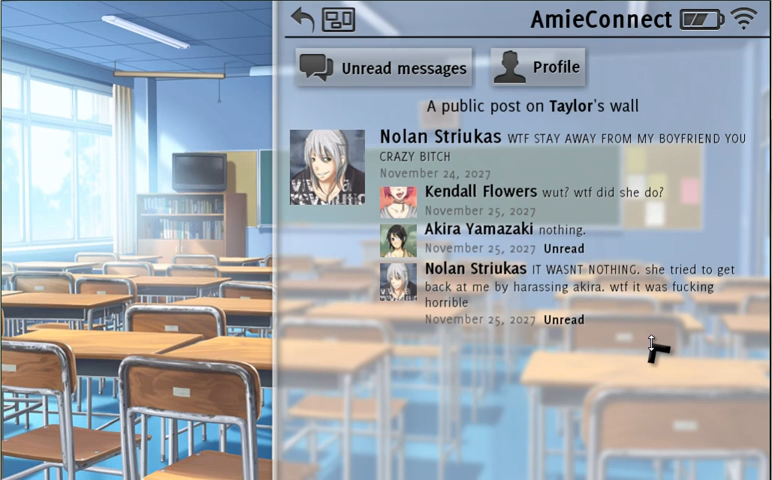 AmieConnect
Unread messages
Profile
A public post on Taylor's wall
Nolan Striukas WTF STAY AWAY FROM MY BOYFRIEND YOU
CRAZY BITCH
November 24, 2027
Kendall Flowers wut? wtf did she do?
November 25, 2027
Akira Yamazaki nothing.
November 25, 2027 Unread
Nolan Striukas IT WASNT NOTHING. she tried to get
back at me by harassing akira. wtf it was fucking
horrible
November 25, 2027 Unread